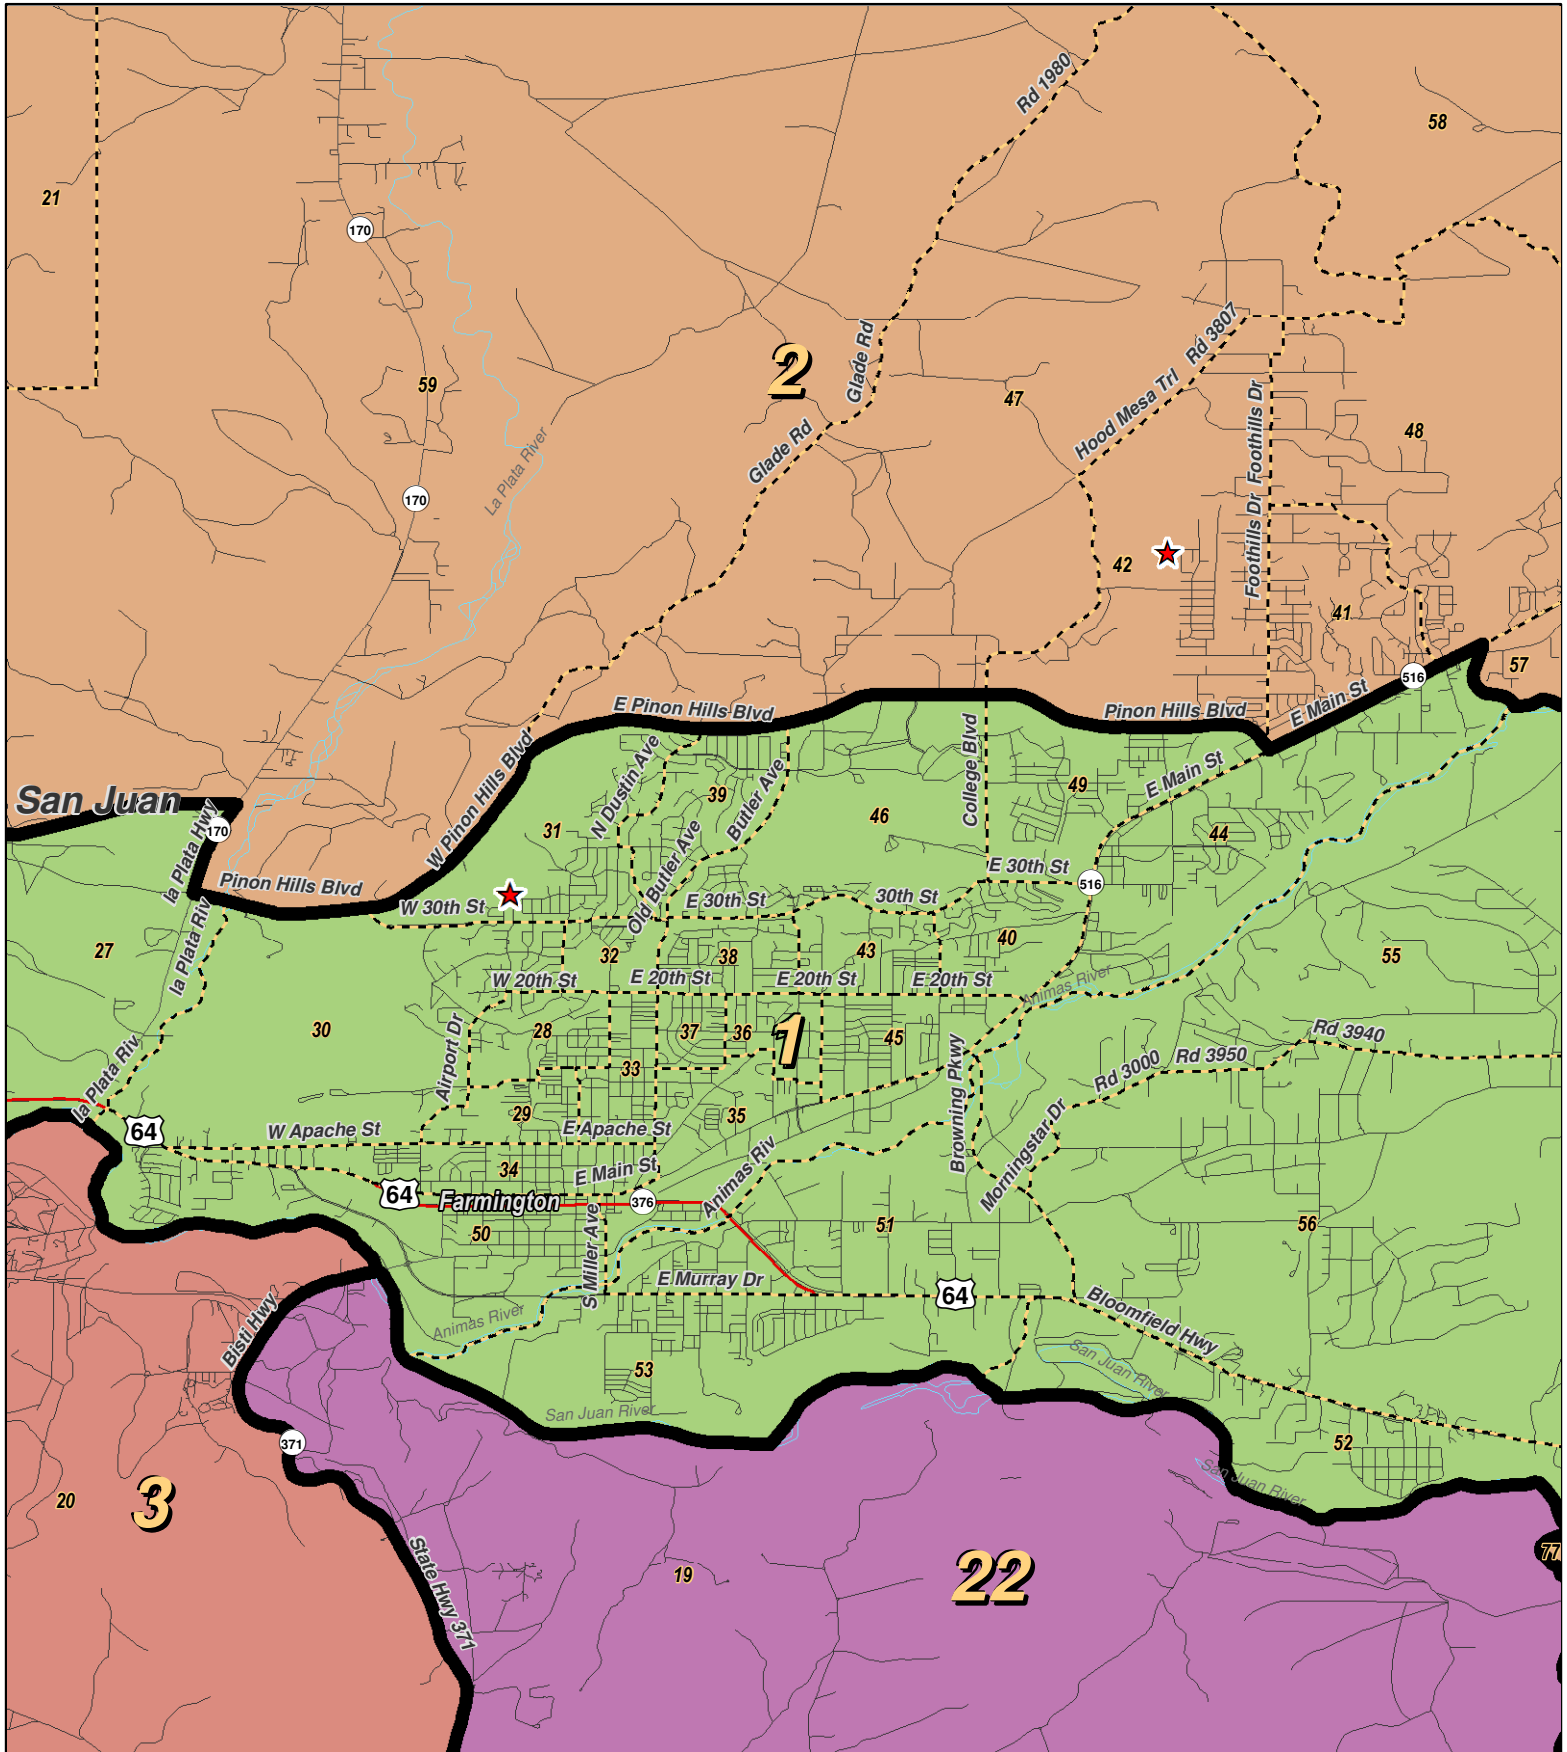 58
Rd 1980
21
170
59
2
Glade Rd
Glade Rd
47
Hood Mesa Trl
Rd 3807
Foothills Dr
Foothills Dr
48
La Plata River
170
42
41
57
516
E Pinon Hills Blvd
Pinon Hills Blvd
E Main St
W Pinon Hills Blvd
San Juan
170
la Plata Hwy
Pinon Hills Blvd
31
N Dustin Ave
39
Butler Ave
Old Butler Ave
46
College Blvd
49
E Main St
44
E 30th St
516
W 30th St
E 30th St
30th St
27
la Plata Riv
32
38
43
40
55
W 20th St
E 20th St
E 20th St
E 20th St
Animas River
30
Airport Dr
28
37
36
1
45
33
Browning Pkwy
Rd 3000
Rd 3950
Rd 3940
la Plata Riv
64
29
35
W Apache St
E Apache St
34
E Main St
Animas Riv
Morningstar Dr
64
Farmington
376
50
S Miller Ave
51
56
E Murray Dr
64
Bloomfield Hwy
Bisti Hwy
Animas River
53
San Juan River
San Juan River
371
52
San Juan River
20
3
State Hwy 371
19
22
77